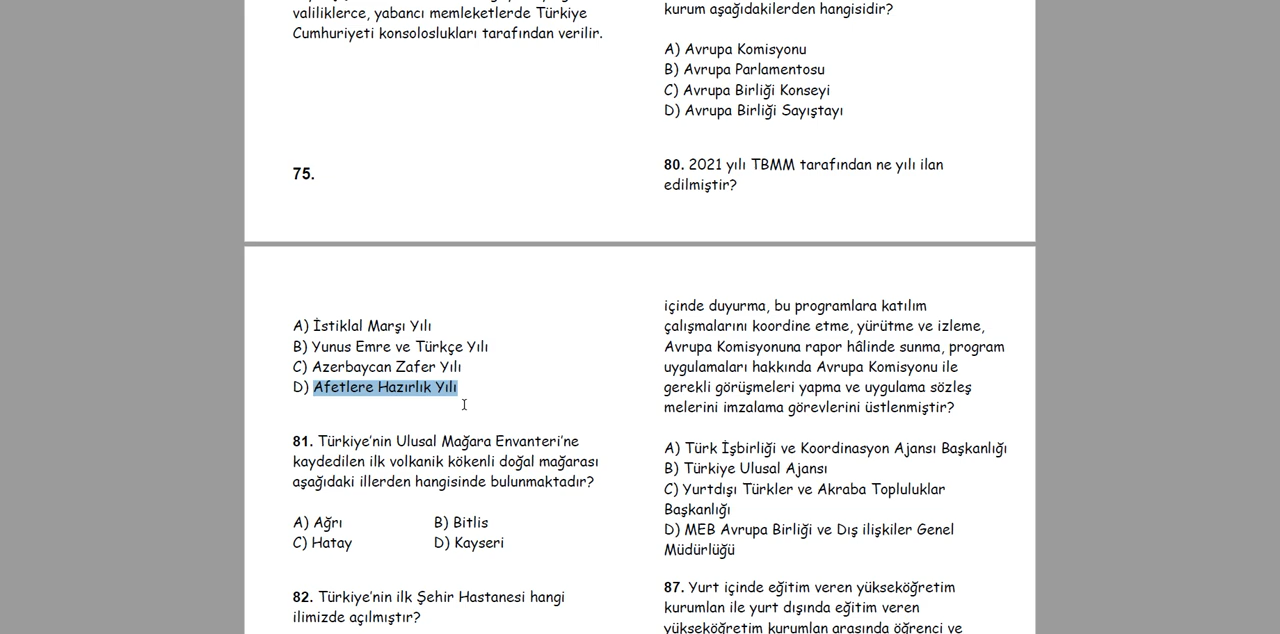 valiliklerce, yabancı memleketlerde Türkiye
Cumhuriyeti konsoloslukları tarafından verilir.
75.
kurum aşağıdakilerden hangisidir?
A) Avrupa Komisyonu
B) Avrupa Parlamentosu
C) Avrupa Birliği Konseyi
D) Avrupa Birliği Sayıştayı
80. 2021 yılı TBMM tarafından ne yılı ilan
edilmiştir?
A) İstiklal Marşı Yılı
B) Yunus Emre ve Türkçe Yılı
C) Azerbaycan Zafer Yılı
D) Afetlere Hazırlık Yılı
81. Türkiye’nin Ulusal Mağara Envanteri’ne
kaydedilen ilk volkanik kökenli doğal mağarası
aşağıdaki illerden hangisinde bulunmaktadır?
A) Ağrı B) Bitlis
C) Hatay D) Kayseri
82. Türkiye’nin ilk Şehir Hastanesi hangi
ilimizde açılmıştır?
içinde duyurma, bu programlara katılım
çalışmalarını koordine etme, yürütme ve izleme,
Avrupa Komisyonuna rapor hâlinde sunma, program
uygulamaları hakkında Avrupa Komisyonu ile
gerekli görüşmeleri yapma ve uygulama sözleş
melerini imzalama görevlerini üstlenmiştir?
A) Türk İşbirliği ve Koordinasyon Ajansı Başkanlığı
B) Türkiye Ulusal Ajansı
C) Yurtdışı Türkler ve Akraba Topluluklar
Başkanlığı
D) MEB Avrupa Birliği ve Dış ilişkiler Genel
Müdürlüğü
87. Yurt içinde eğitim veren yükseköğretim
kurumları ile yurt dışında eğitim veren
yükseköğretim kurumları arasında öğrenci ve